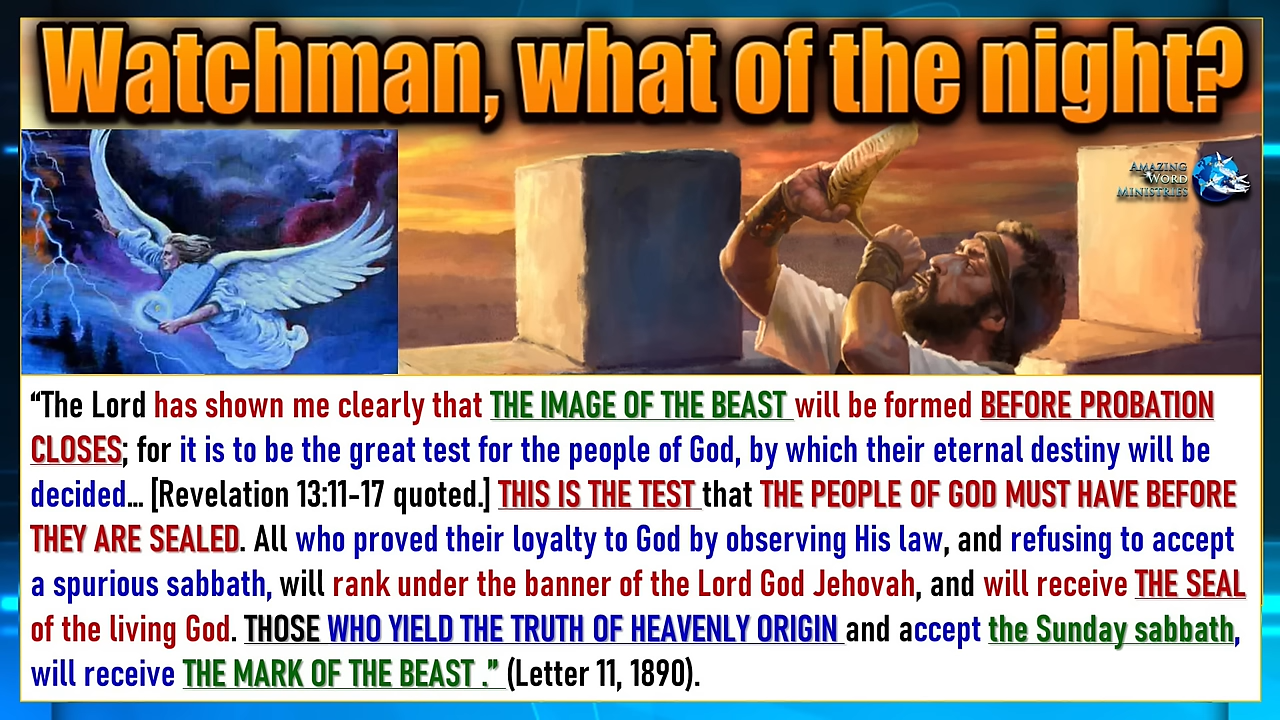 Watchman, what of the night?
AMAZING
WORD
MINISTRIES
“The Lord has shown me clearly that THE IMAGE OF THE BEAST will be formed BEFORE PROBATION
CLOSES; for it is to be the great test for the people of God, by which their eternal destiny will be
decided... [Revelation 13:11-17 quoted.] THIS IS THE TEST that THE PEOPLE OF GOD MUST HAVE BEFORE
THEY ARE SEALED. All who proved their loyalty to God by observing His law, and refusing to accept
a spurious sabbath, will rank under the banner of the Lord God Jehovah, and will receive THE SEAL
of the living God. THOSE WHO YIELD THE TRUTH OF HEAVENLY ORIGIN and accept the Sunday sabbath,
will receive THE MARK OF THE BEAST .” (Letter 11, 1890).